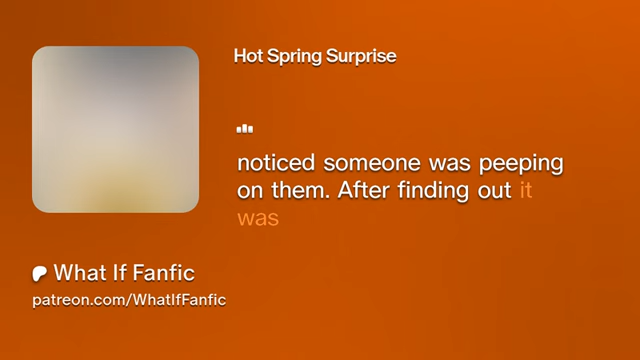 Hot Spring Surprise
noticed someone was peeping
on them. After finding out it
was
What If Fanfic
patreon.com/WhatIfFanfic